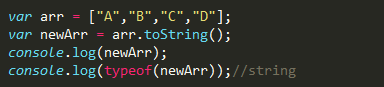 var arr = ["A","B","C","D"];
var newArr = arr.toString();
console.log(newArr);
console.log(typeof(newArr));//string